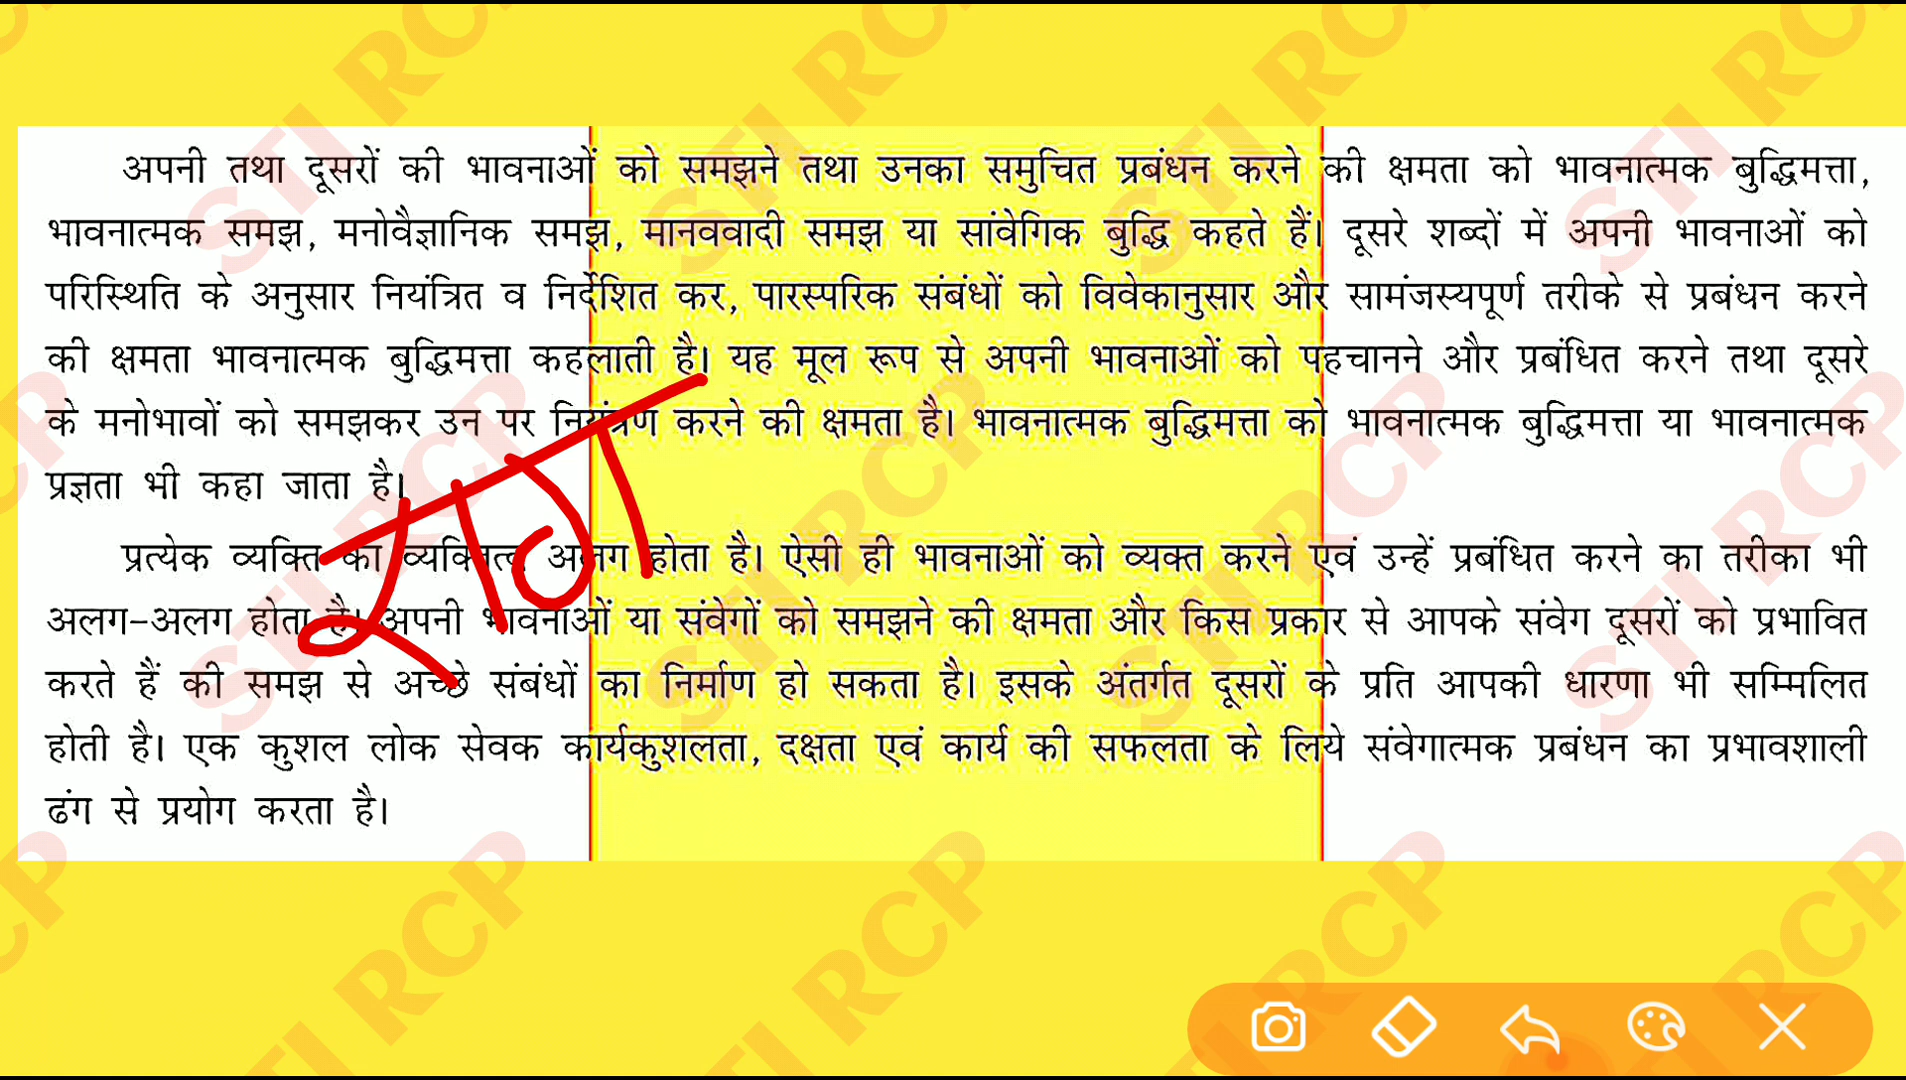 अपनी तथा दूसरों की भावनाओं को समझने तथा उनका समुचित प्रबंधन करने की क्षमता को भावनात्मक बुद्धिमत्ता,
भावनात्मक समझ, मनोवैज्ञानिक समझ, मानववादी समझ या सांवेगिक बुद्धि कहते हैं। दूसरे शब्दों में अपनी भावनाओं को
परिस्थिति के अनुसार नियंत्रित व निर्देशित कर, पारस्परिक संबंधों को विवेकानुसार और सामंजस्यपूर्ण तरीके से प्रबंधन करने
की क्षमता भावनात्मक बुद्धिमत्ता कहलाती है। यह मूल रूप से अपनी भावनाओं को पहचानने और प्रबंधित करने तथा दूसरे
के मनोभावों को समझकर उन पर नियंत्रण करने की क्षमता है। भावनात्मक बुद्धिमत्ता को भावनात्मक बुद्धिमत्ता या भावनात्मक
प्रज्ञता भी कहा जाता है।
राग
प्रत्येक व्यक्ति का व्यक्तित्व अलग होता है। ऐसी ही भावनाओं को व्यक्त करने एवं उन्हें प्रबंधित करने का तरीका भी
अलग-अलग होता है। अपनी भावनाओं या संवेगों को समझने की क्षमता और किस प्रकार से आपके संवेग दूसरों को प्रभावित
करते हैं की समझ से अच्छे संबंधों का निर्माण हो सकता है। इसके अंतर्गत दूसरों के प्रति आपकी धारणा भी सम्मिलित
होती है। एक कुशल लोक सेवक कार्यकुशलता, दक्षता एवं कार्य की सफलता के लिये संवेगात्मक प्रबंधन का प्रभावशाली
ढंग से प्रयोग करता है।
STI RCP